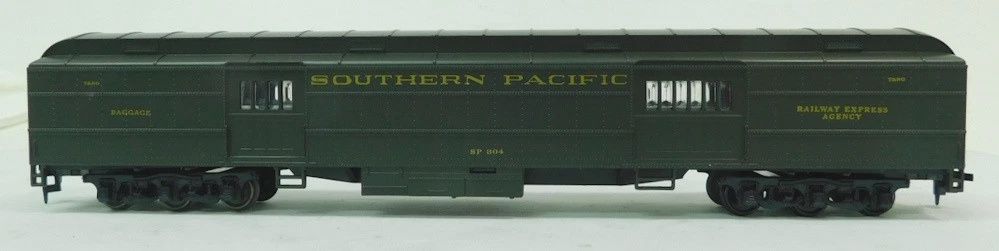 SOUTHERN PACIFIC
BAGGAGE
RAILWAY EXPRESS
AGENCY
SP 304